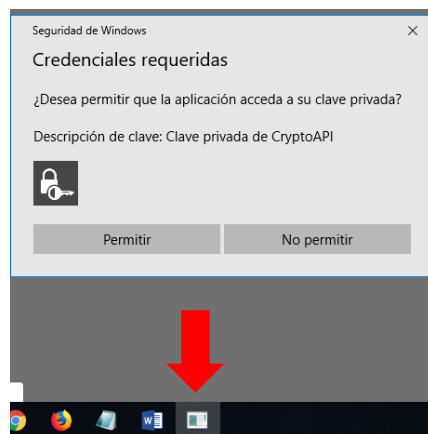 Seguridad de Windows
Credenciales requeridas
¿Desea permitir que la aplicación acceda a su clave privada?
Descripción de clave: Clave privada de CryptoAPI
Permitir
No permitir